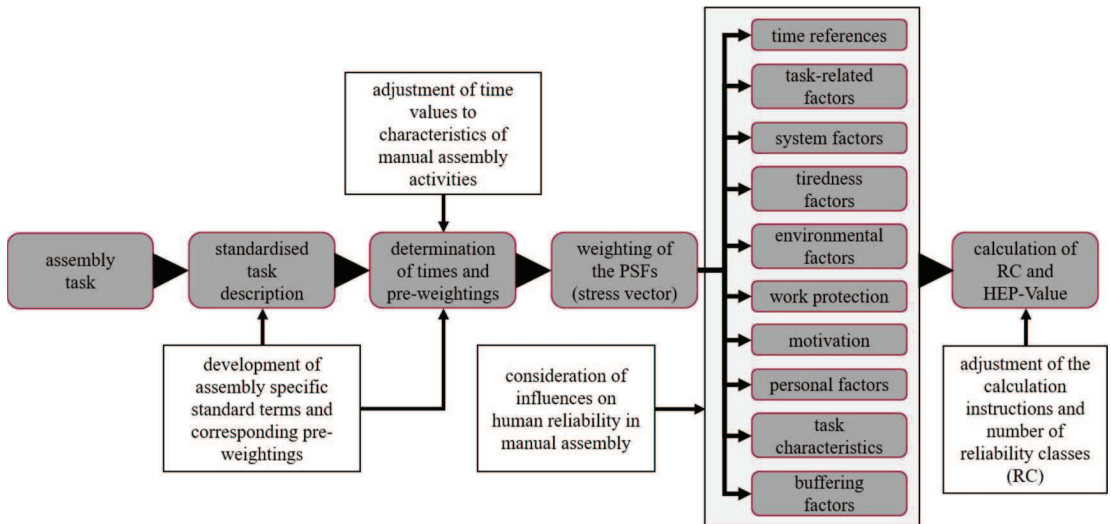 adjustment of time
values to
characteristics of
manual assembly
activities
assembly
task
standardised
task
description
determination
of times and
pre-weightings
weighting of
the PSFs
(stress vector)
time references
task-related
factors
system factors
tiredness
factors
environmental
factors
work protection
motivation
personal factors
task
characteristics
buffering
factors
calculation of
RC and
HEP-Value
development of
assembly specific
standard terms and
corresponding pre-
weightings
consideration of
influences on
human reliability in
manual assembly
adjustment of the
calculation
instructions and
number of
reliability classes
(RC)